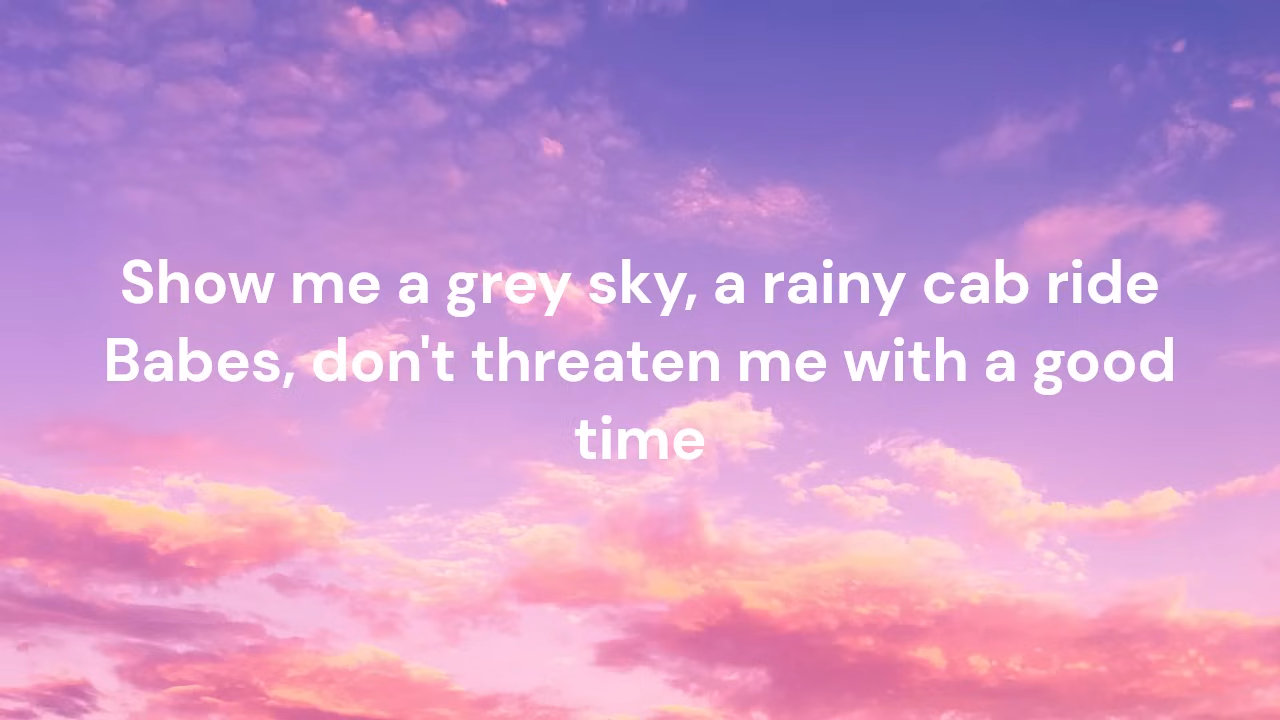 Show me a grey sky, a rainy cab ride
Babes, don't threaten me with a good
time